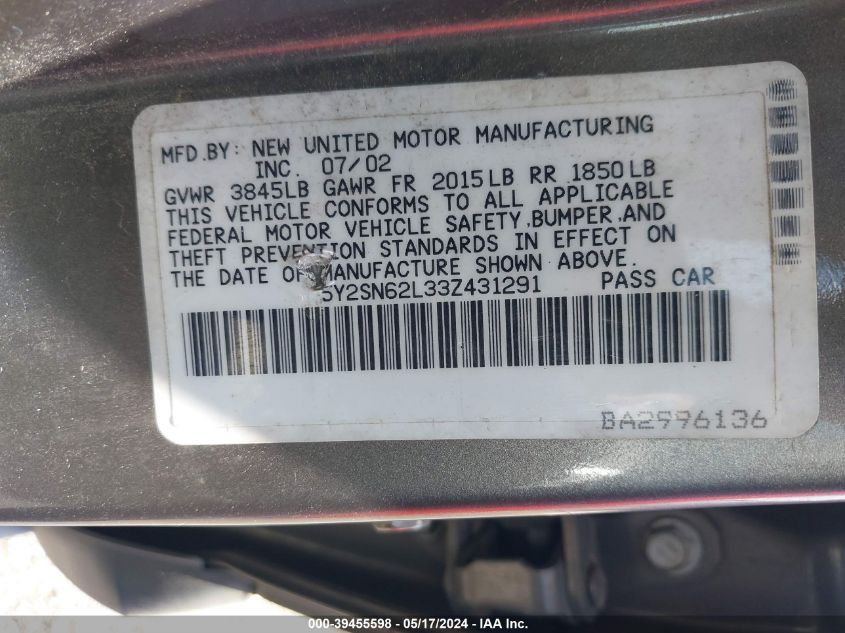 MFD.BY: NEW UNITED MOTOR MANUFACTURING
INC. 07/02
GVWR 3845LB GAWR FR 2015LB RR 1850LB
THIS VEHICLE CONFORMS TO ALL APPLICABLE
FEDERAL MOTOR VEHICLE SAFETY,BUMPER,AND
THEFT PREVENTION STANDARDS IN EFFECT ON
THE DATE OF MANUFACTURE SHOWN ABOVE.
5Y2SN62L33Z431291 PASS CAR
BA2996136
000-39455598 - 05/17/2024 - IAA Inc.